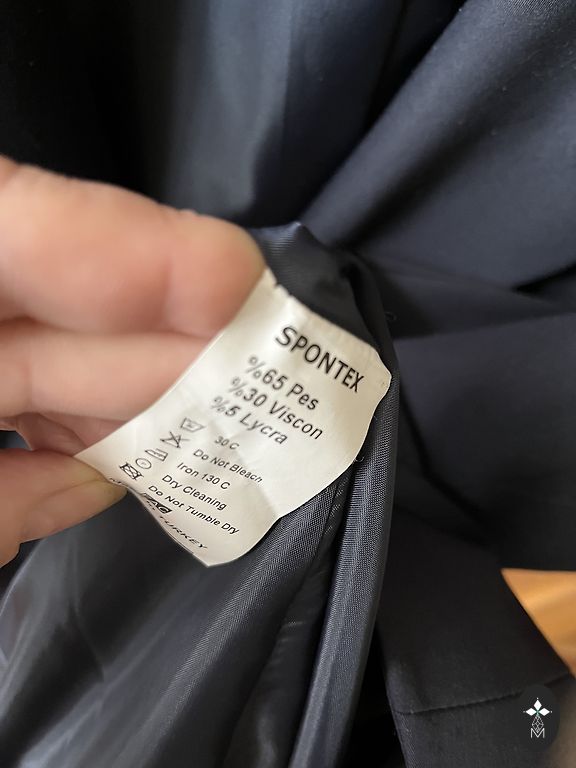 SPONTEX
%65 Pes
%30 Viscon
%5 Lycra
30 C
Do Not Bleach
Iron 130 C
Dry Cleaning
Do Not Tumble Dry
TURKEY
M